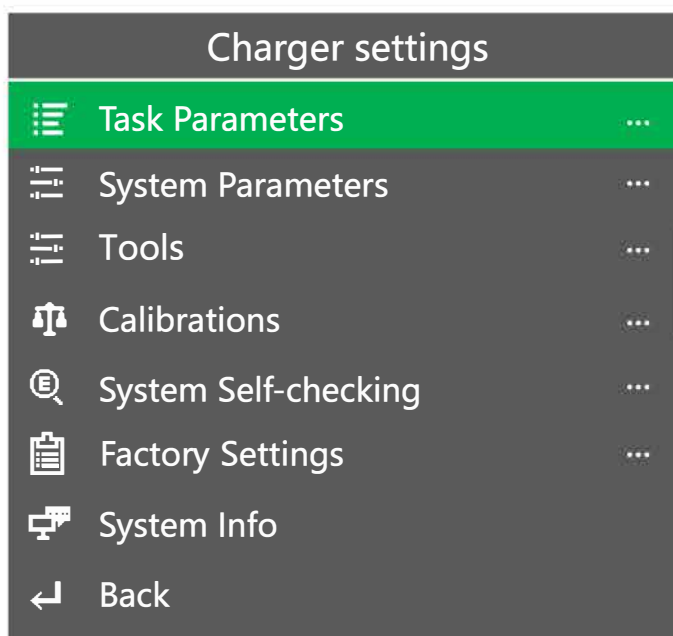 Charger settings
Task Parameters ...
System Parameters ...
Tools ...
Calibrations ...
System Self-checking ...
Factory Settings ...
System Info
Back